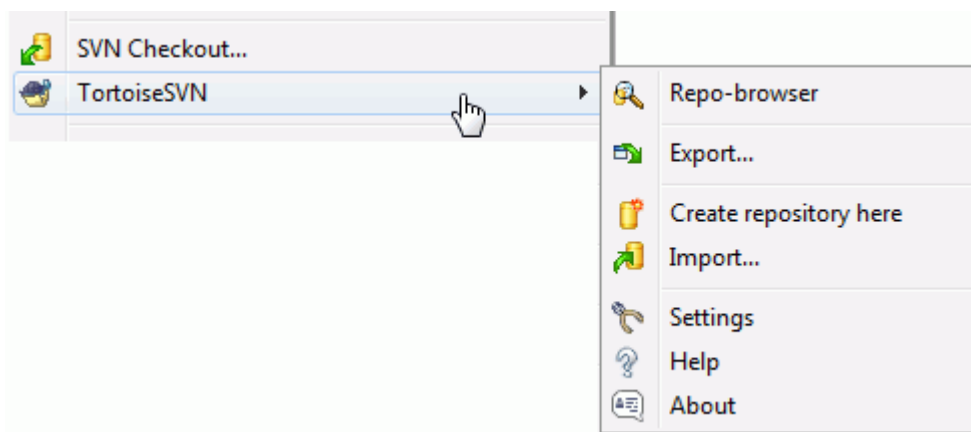 SVN Checkout...
TortoiseSVN
Repo-browser
Export...
Create repository here
Import...
Settings
Help
About